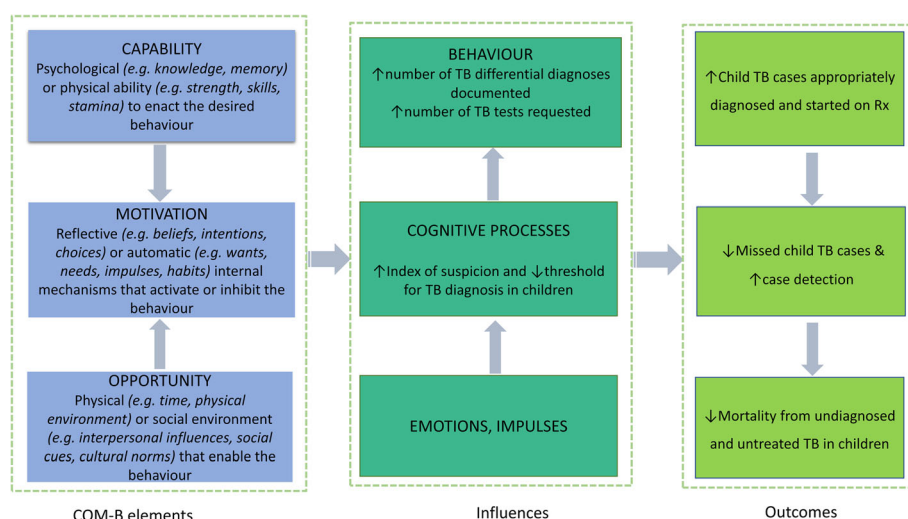 CAPABILITY
Psychological (e.g. knowledge, memory)
or physical ability (e.g. strength, skills,
stamina) to enact the desired
behaviour
MOTIVATION
Reflective (e.g. beliefs, intentions,
choices) or automatic (e.g. wants,
needs, impulses, habits) internal
mechanisms that activate or inhibit the
behaviour
OPPORTUNITY
Physical (e.g. time, physical
environment) or social environment
(e.g. interpersonal influences, social
cues, cultural norms) that enable the
behaviour
COM-B elements
BEHAVIOUR
↑number of TB differential diagnoses
documented
↑number of TB tests requested
COGNITIVE PROCESSES
↑Index of suspicion and ↓threshold
for TB diagnosis in children
EMOTIONS, IMPULSES
Influences
↑Child TB cases appropriately
diagnosed and started on Rx
↓Missed child TB cases &
↑case detection
↓Mortality from undiagnosed
and untreated TB in children
Outcomes